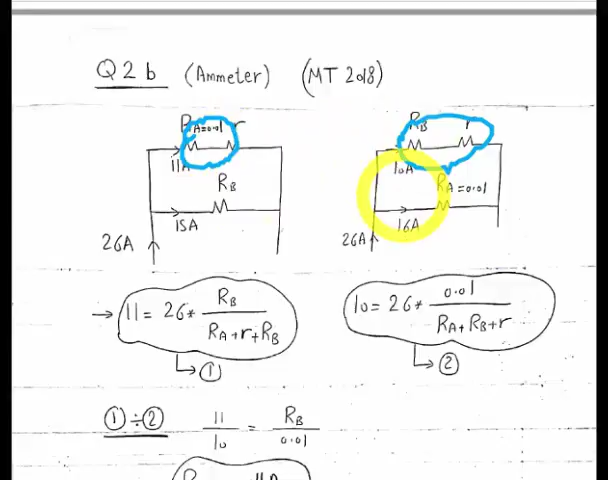 Q2b (Ammeter) (MT 2018)
RA=0.01 r
11A
RB
15A
26A
RB r
10A
RA=0.01
16A
26A
→ 11 = 26* RB / RA+r+RB
→ ①
10 = 26* 0.01 / RA+RB+r
→ ②
①÷② 11/10 = RB/0.01